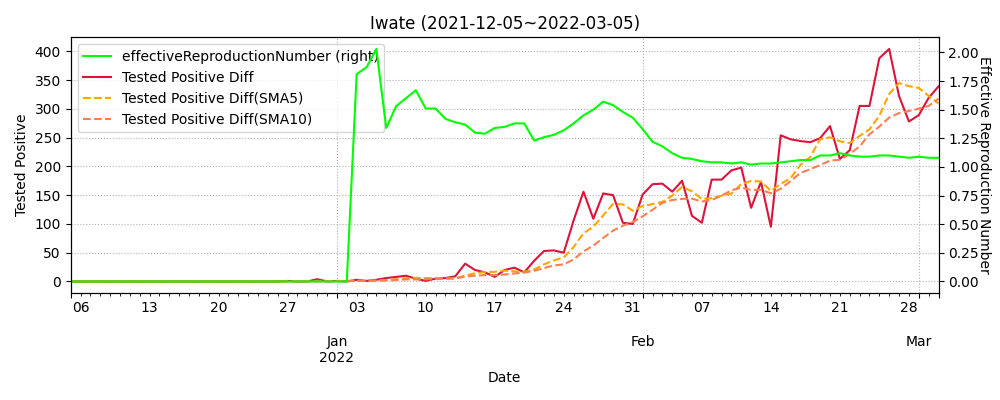 Iwate (2021-12-05~2022-03-05)
effectiveReproductionNumber (right)
Tested Positive Diff
Tested Positive Diff(SMA5)
Tested Positive Diff(SMA10)
Tested Positive
400
350
300
250
200
150
100
50
0
2.00
1.75
1.50
1.25
1.00
0.75
0.50
0.25
0.00
Effective Reproduction Number
06 13 20 27 03 10 17 24 31 07 14 21 28
Jan Feb Mar
2022
Date